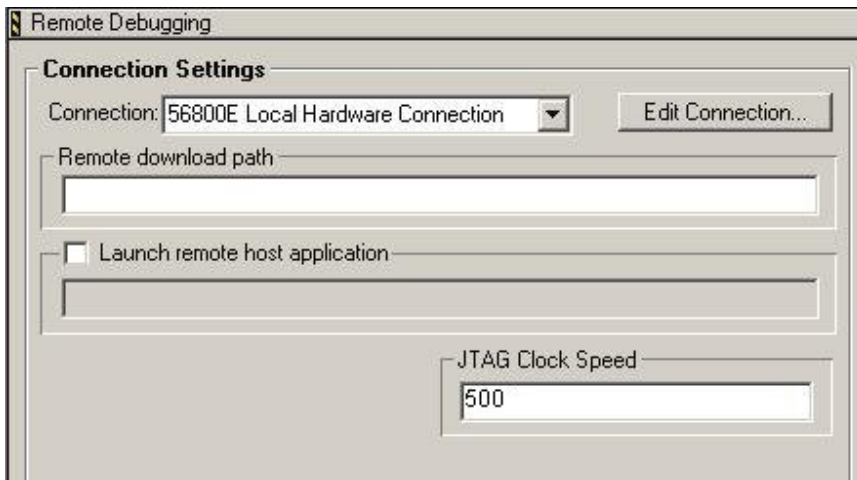 Remote Debugging
Connection Settings
Connection: 56800E Local Hardware Connection Edit Connection...
Remote download path
Launch remote host application
JTAG Clock Speed
500